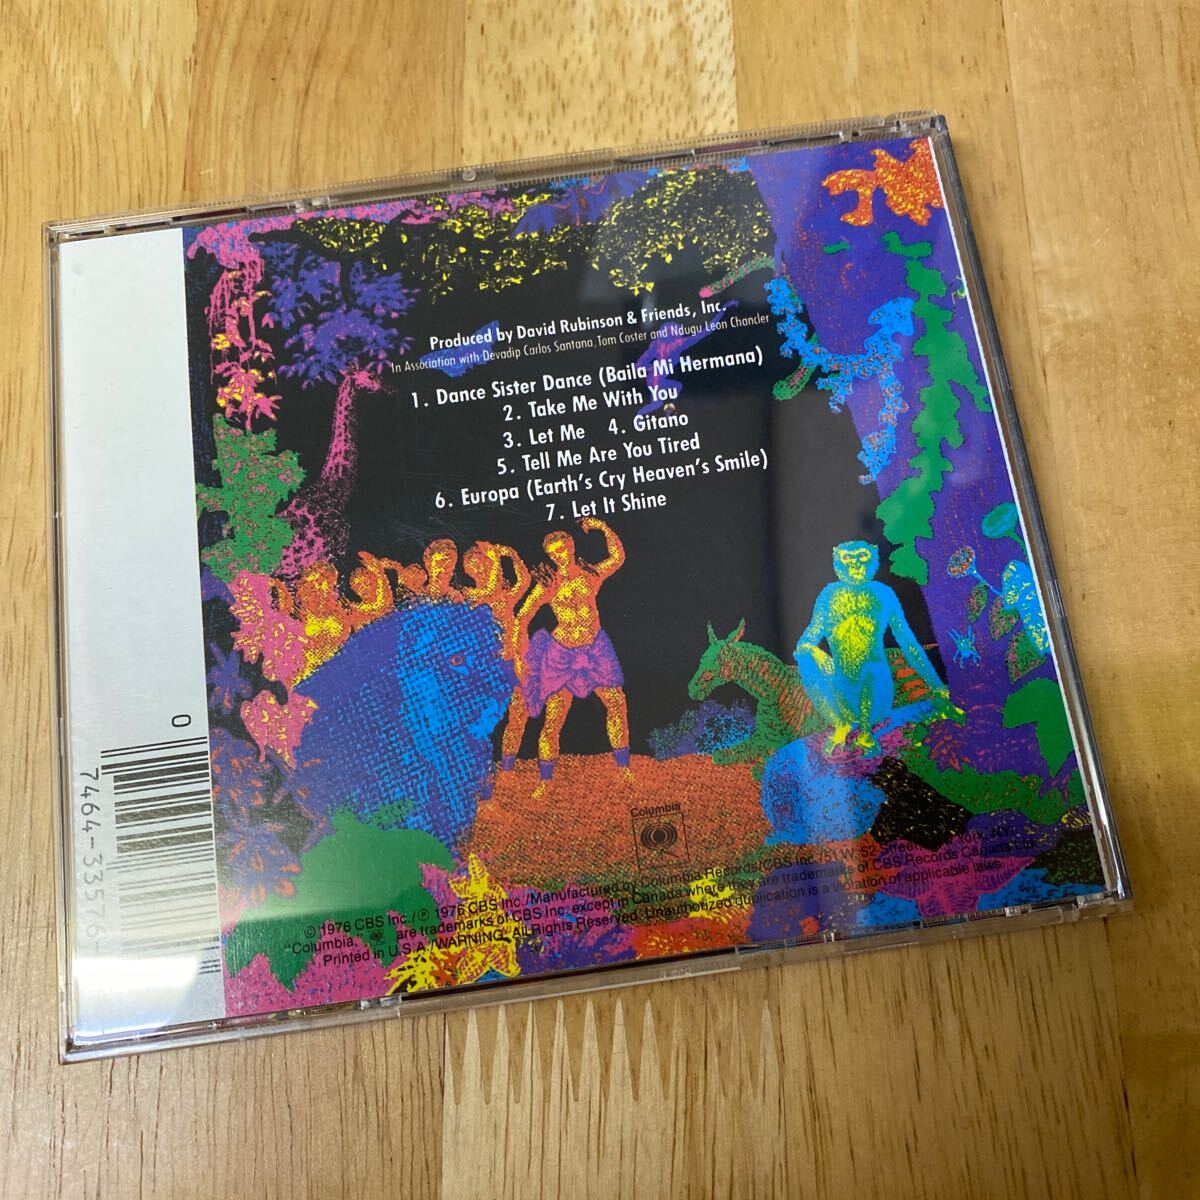 Produced by David Rubinson & Friends, Inc.
In Association with Devadip Carlos Santana, Tom Coster and Ndugu Leon Chancler
1. Dance Sister Dance (Baila Mi Hermana)
2. Take Me With You
3. Let Me 4. Gitano
5. Tell Me Are You Tired
6. Europa (Earth's Cry Heaven's Smile)
7. Let It Shine
Columbia
© 1976 CBS Inc./℗ 1976 CBS Inc./Manufactured by Columbia Records/CBS Inc./51 W. 52 Street, York, NY/
"Columbia," are trademarks of CBS Inc. except in Canada where they are trademarks of CBS Records Canada Ltd.
Printed in U.S.A./WARNING: All Rights Reserved. Unauthorized duplication is a violation of applicable laws.
0
7464-33576-